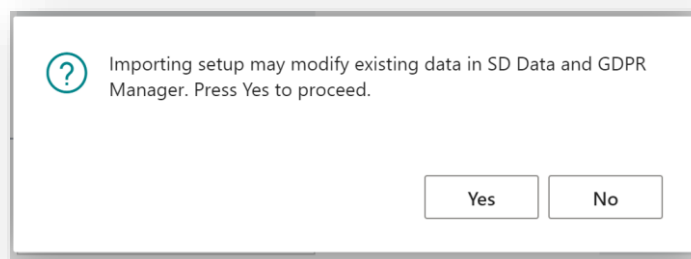 Importing setup may modify existing data in SD Data and GDPR
Manager. Press Yes to proceed.
Yes
No